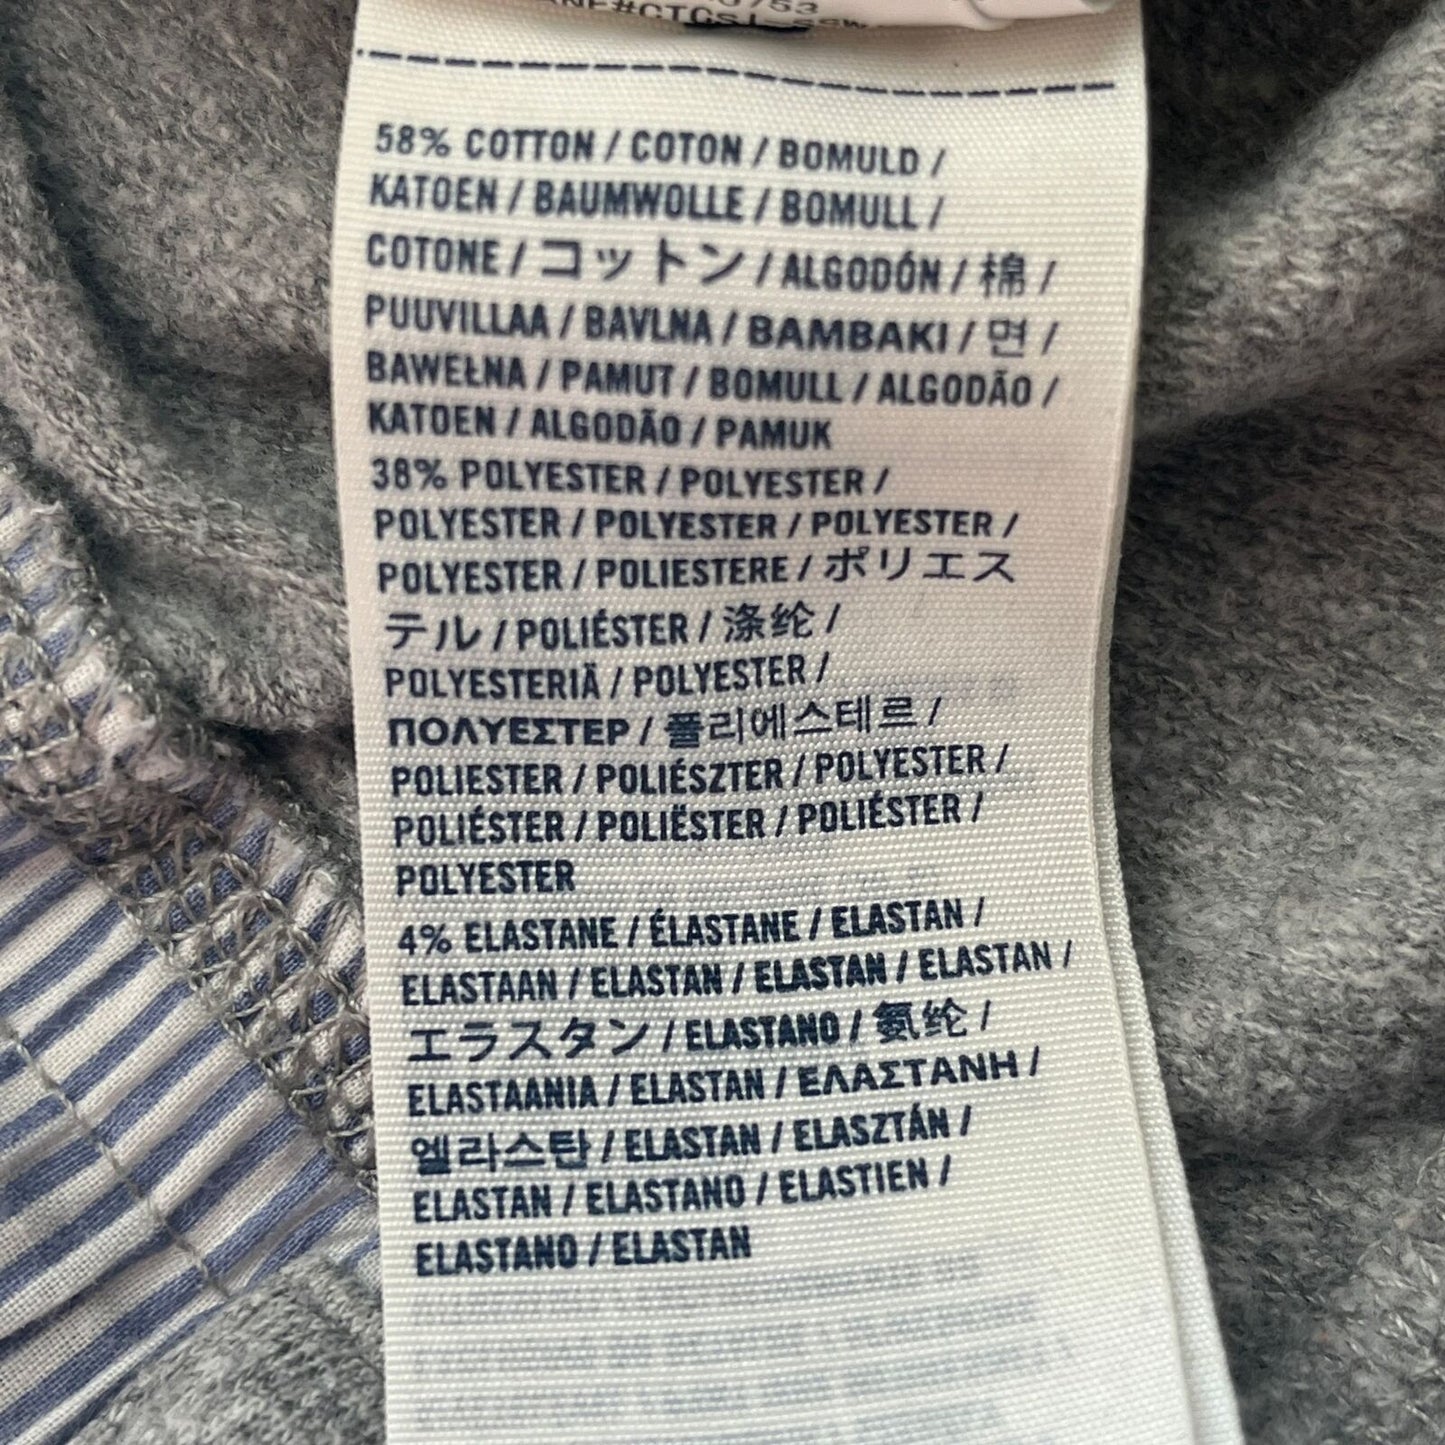 58% COTTON / COTON / BOMULD /
KATOEN / BAUMWOLLE / BOMULL /
COTONE / コットン / ALGODÓN / 棉 /
PUUVILLAA / BAVLNA / BAMBAKI / 면 /
BAWEŁNA / PAMUT / BOMULL / ALGODÃO /
KATOEN / ALGODÃO / PAMUK
38% POLYESTER / POLYESTER /
POLYESTER / POLYESTER / POLYESTER /
POLYESTER / POLIESTERE / ポリエス
テル / POLIÉSTER / 涤纶 /
POLYESTERIÄ / POLYESTER /
ΠΟΛΥΕΣΤΕΡ / 폴리에스테르 /
POLIESTER / POLIÉSZTER / POLYESTER /
POLIÉSTER / POLIËSTER / POLIÉSTER /
POLYESTER
4% ELASTANE / ÉLASTANE / ELASTAN /
ELASTAAN / ELASTAN / ELASTAN / ELASTAN /
エラスタン / ELASTANO / 氨纶 /
ELASTAANIA / ELASTAN / ΕΛΑΣΤΑΝΗ /
엘라스탄 / ELASTAN / ELASZTÁN /
ELASTAN / ELASTANO / ELASTIEN /
ELASTANO / ELASTAN